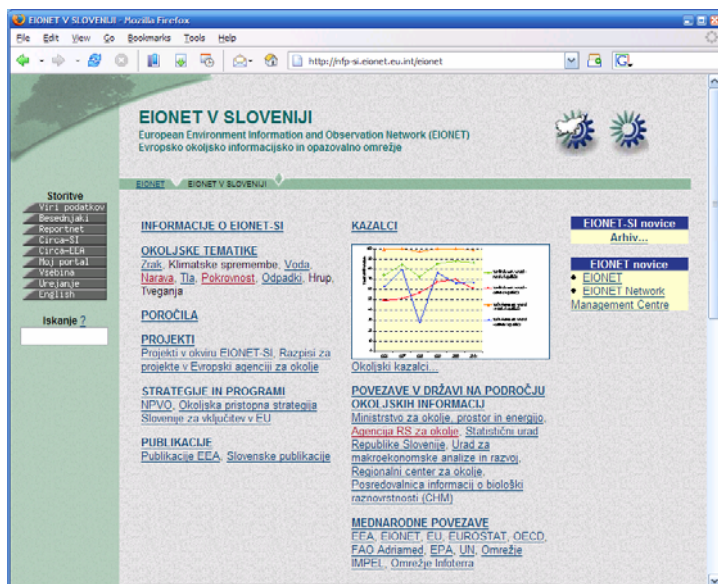 EIONET V SLOVENIJI - Mozilla Firefox
File Edit View Go Bookmarks Tools Help
http://nfp-si.eionet.eu.int/eionet
EIONET V SLOVENIJI
European Environment Information and Observation Network (EIONET)
Evropsko okoljsko informacijsko in opazovalno omrežje
EIONET EIONET V SLOVENIJI
Storitve
Viri podatkov
Besednjaki
Reportnet
Circa-SI
Circa-EEA
Moj portal
Vsebina
Urejanje
English
Iskanje ?
INFORMACIJE O EIONET-SI
OKOLJSKE TEMATIKE
Zrak, Klimatske spremembe, Voda,
Narava, Tla, Pokrovnost, Odpadki, Hrup,
Tveganja
POROČILA
PROJEKTI
Projekti v okviru EIONET-SI, Razpisi za
projekte v Evropski agenciji za okolje
STRATEGIJE IN PROGRAMI
NPVO, Okoljska pristopna strategija
Slovenije za vključitev v EU
PUBLIKACIJE
Publikacije EEA, Slovenske publikacije
KAZALCI
Okoljski kazalci...
POVEZAVE V DRŽAVI NA PODROČJU
OKOLJSKIH INFORMACIJ
Ministrstvo za okolje, prostor in energijo,
Agencija RS za okolje, Statistični urad
Republike Slovenije, Urad za
makroekonomske analize in razvoj,
Regionalni center za okolje,
Posredovalnica informacij o biološki
raznovrstnosti (CHM)
MEDNARODNE POVEZAVE
EEA, EIONET, EU, EUROSTAT, OECD,
FAO Adriamed, EPA, UN, Omrežje
IMPEL, Omrežje Infoterra
EIONET-SI novice
Arhiv...
EIONET novice
EIONET
EIONET Network
Management Centre